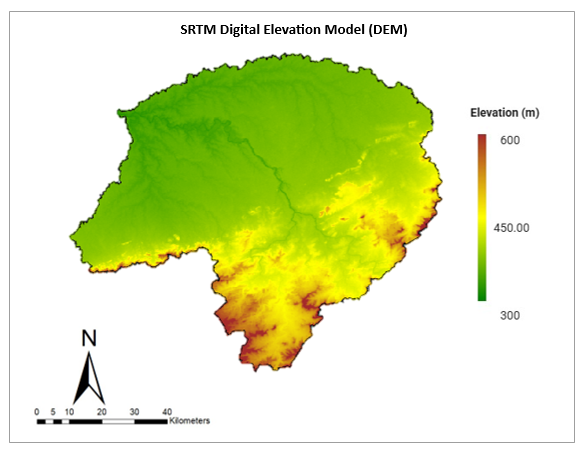 SRTM Digital Elevation Model (DEM)
Elevation (m)
600
450.00
300
N
0 5 10 20 30 40
Kilometers